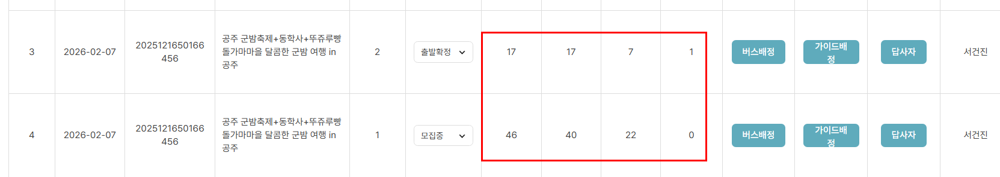 3
2026-02-07
2025121650166
456
공주 군밤축제+동학사+뚜쥬루빵
돌가마마을 달콤한 군밤 여행 in
공주
2
출발확정
17
17
7
1
버스배정
가이드배
정
답사자
서건진
4
2026-02-07
2025121650166
456
공주 군밤축제+동학사+뚜쥬루빵
돌가마마을 달콤한 군밤 여행 in
공주
1
모집중
46
40
22
0
버스배정
가이드배
정
답사자
서건진